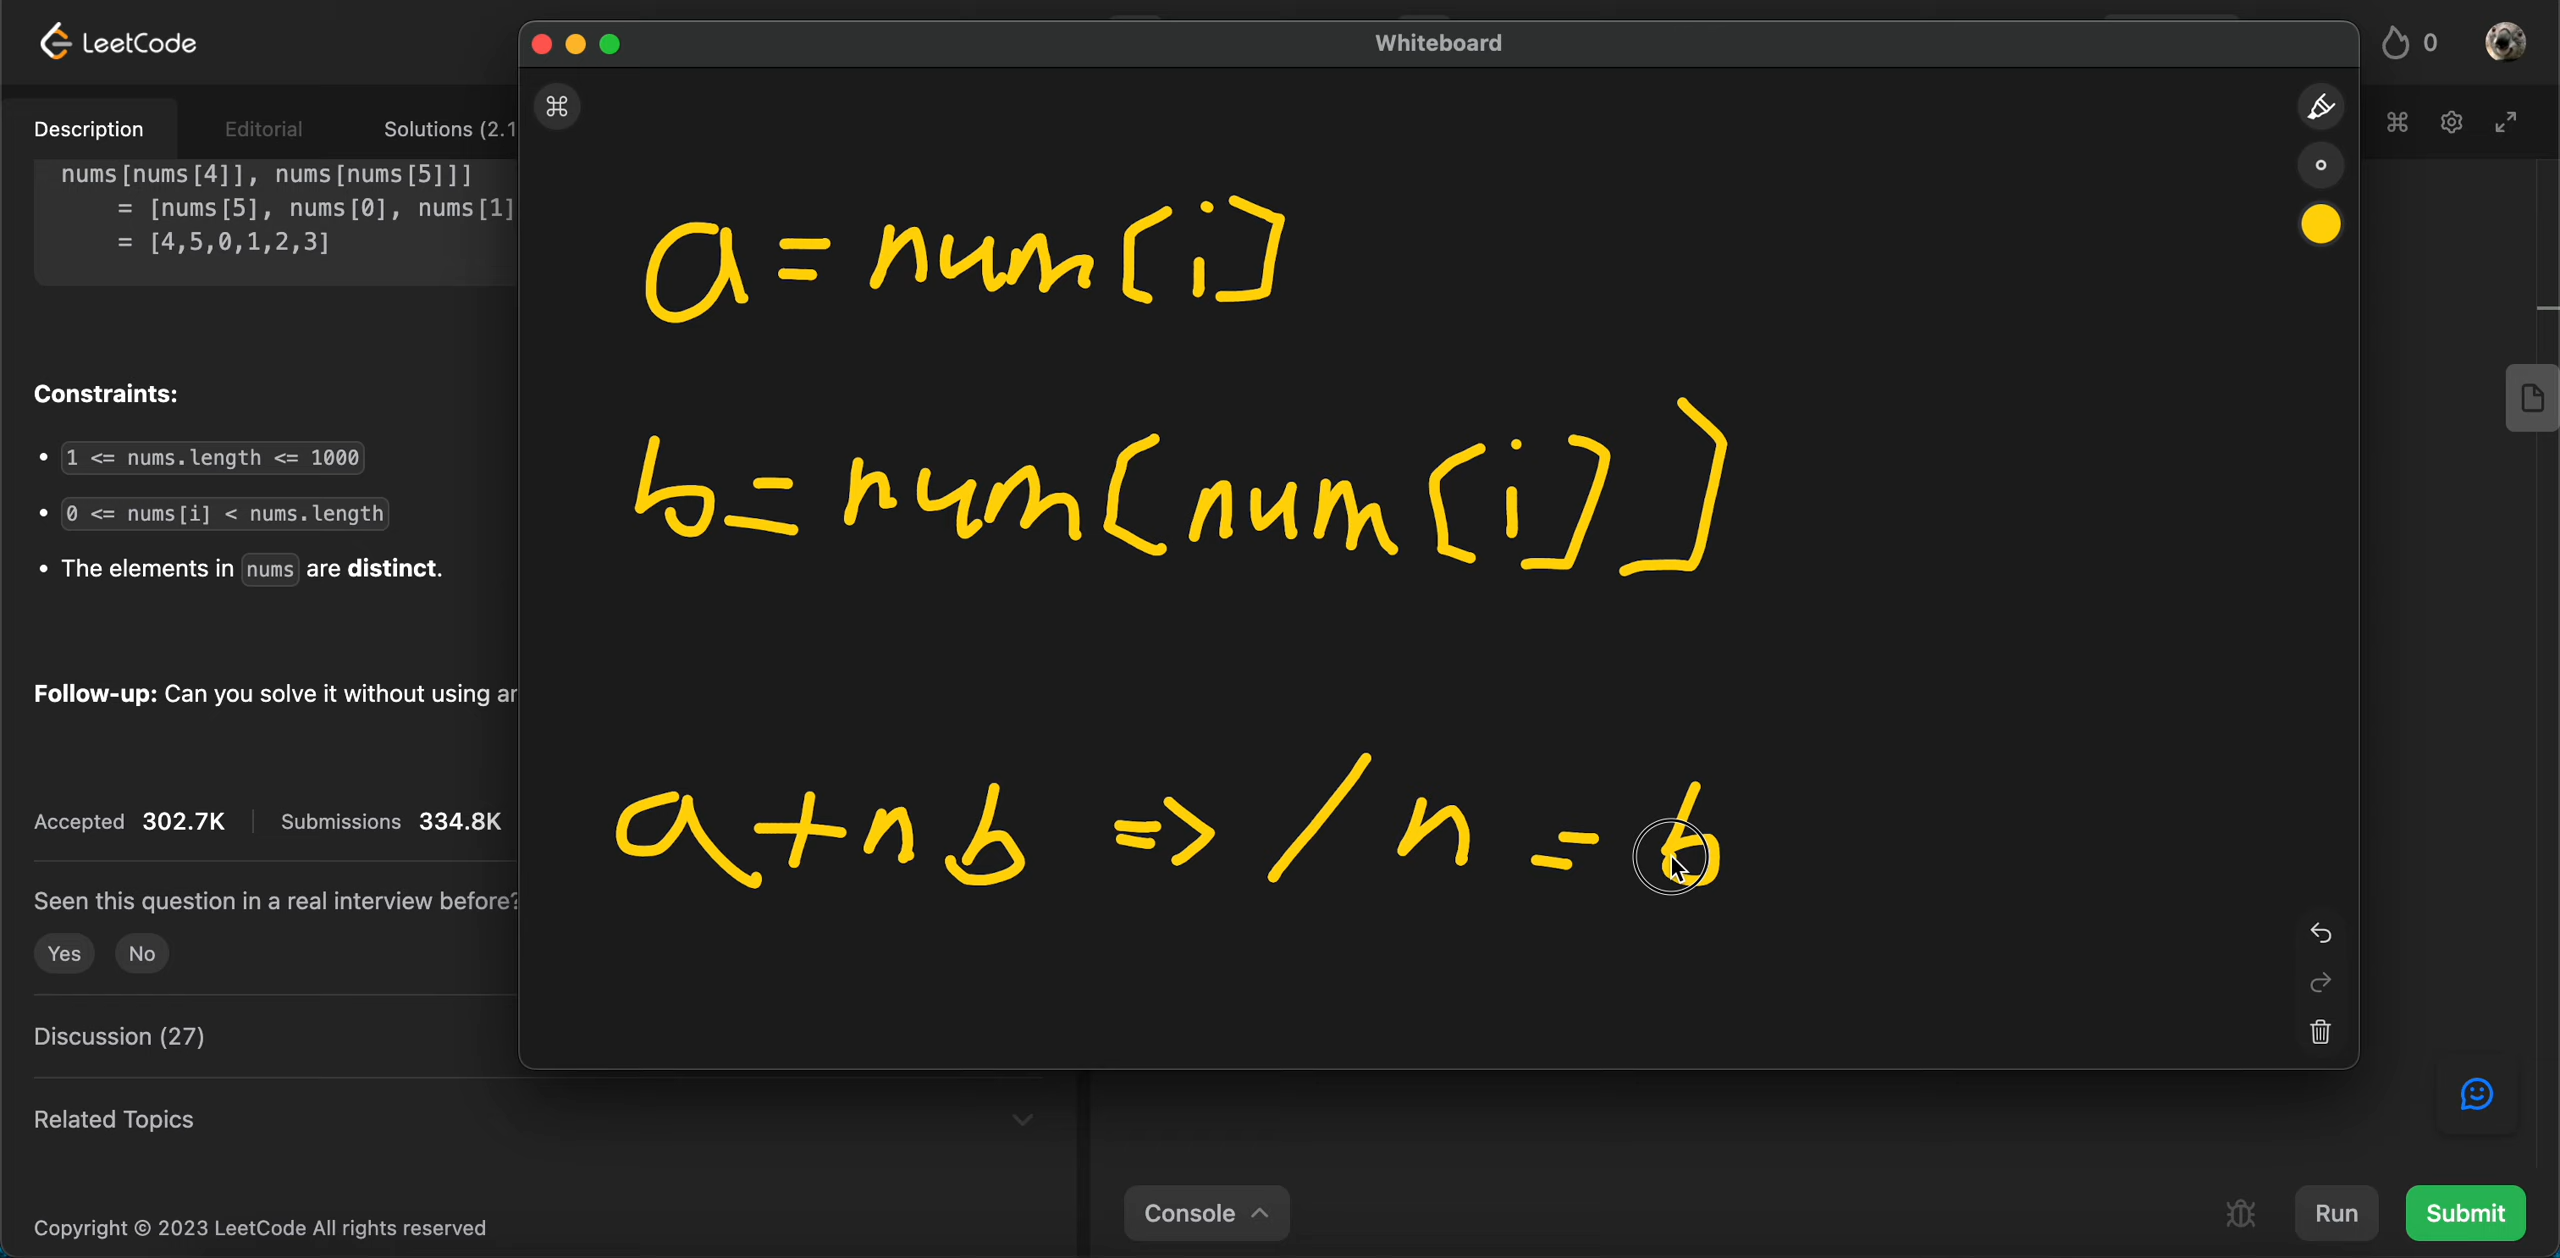 LeetCode
Whiteboard
0
Description
Editorial
Solutions (2.1
nums[nums[4]], nums[nums[5]]]
= [nums[5], nums[0], nums[1]
= [4,5,0,1,2,3]
a = num[i]
Constraints:
1 <= nums.length <= 1000
0 <= nums[i] < nums.length
The elements in nums are distinct.
b = num[num[i]]
Follow-up: Can you solve it without using an
Accepted 302.7K
Submissions 334.8K
a + n b => / n = b
Seen this question in a real interview before?
Yes
No
Discussion (27)
Related Topics
Copyright © 2023 LeetCode All rights reserved
Console
Run
Submit